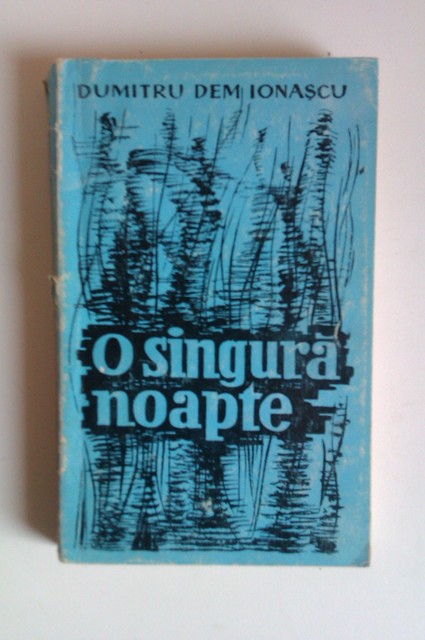 DUMITRU DEM IONAȘCU
O singură
noapte